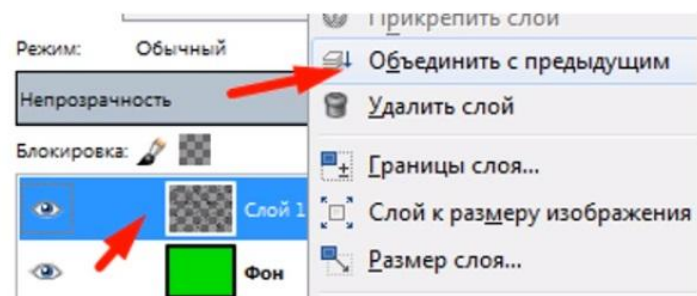 Режим: Обычный
Непрозрачность
Блокировка:
Слой 1
Фон
Прикрепить слой
Объединить с предыдущим
Удалить слой
Границы слоя...
Слой к размеру изображения
Размер слоя...